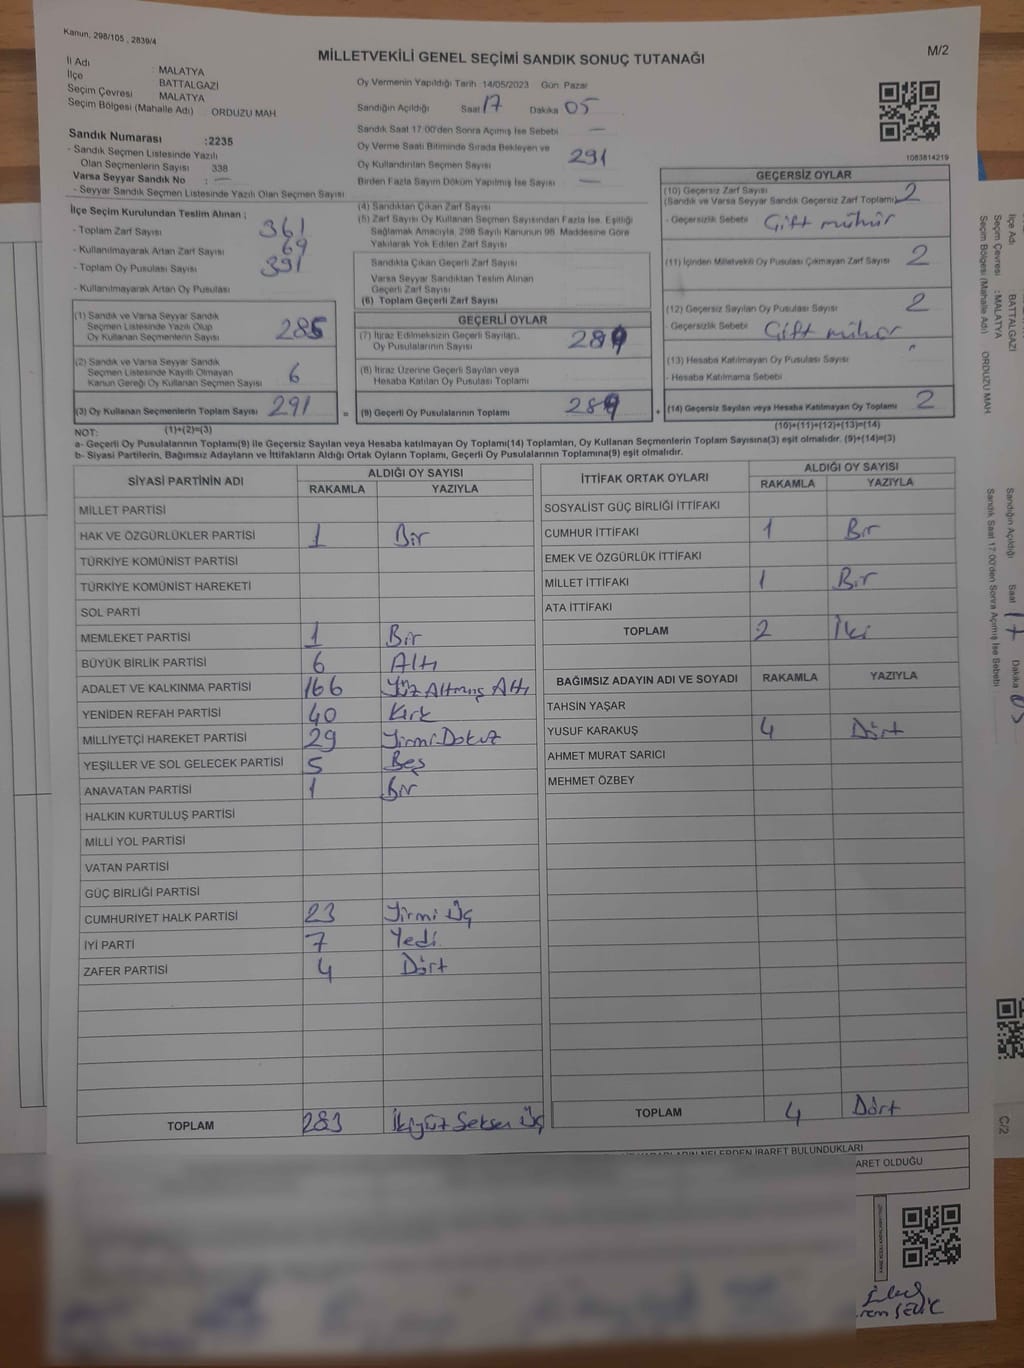 Kanun, 298/105 , 2839/4
MİLLETVEKİLİ GENEL SEÇİMİ SANDIK SONUÇ TUTANAĞI
M/2
İl Adı : MALATYA
İlçe BATTALGAZİ
Seçim Çevresi : MALATYA
Seçim Bölgesi (Mahalle Adı) : ORDUZU MAH.
Sandık Numarası :2235
- Sandık Seçmen Listesinde Yazılı
Olan Seçmenlerin Sayısı 338
Varsa Seyyar Sandık No : —
- Seyyar Sandık Seçmen Listesinde Yazılı Olan Seçmen Sayısı
Oy Vermenin Yapıldığı Tarih :14/05/2023 Gün: Pazar
Sandığın Açıldığı Saat 17 Dakika 05
Sandık Saat 17:00'den Sonra Açılmış İse Sebebi —
Oy Verme Saati Bitiminde Sırada Bekleyen ve
Oy Kullandırılan Seçmen Sayısı 291
Birden Fazla Sayım Döküm Yapılmış İse Sayısı —
1083814219
İlçe Seçim Kurulundan Teslim Alınan ;
- Toplam Zarf Sayısı 361
- Kullanılmayarak Artan Zarf Sayısı 69
- Toplam Oy Pusulası Sayısı 391
- Kullanılmayarak Artan Oy Pusulası
(1) Sandık ve Varsa Seyyar Sandık
Seçmen Listesinde Yazılı Olup
Oy Kullanan Seçmenlerin Sayısı 285
(2) Sandık ve Varsa Seyyar Sandık
Seçmen Listesinde Kayıtlı Olmayan
Kanun Gereği Oy Kullanan Seçmen Sayısı 6
(3) Oy Kullanan Seçmenlerin Toplam Sayısı 291
(1)+(2)=(3)
(4) Sandıktan Çıkan Zarf Sayısı
(5) Zarf Sayısı Oy Kullanan Seçmen Sayısından Fazla İse, Eşitliği
Sağlamak Amacıyla, 298 Sayılı Kanunun 98. Maddesine Göre
Yakılarak Yok Edilen Zarf Sayısı
Sandıkta Çıkan Geçerli Zarf Sayısı
Varsa Seyyar Sandıktan Teslim Alınan
Geçerli Zarf Sayısı
(6) Toplam Geçerli Zarf Sayısı
GEÇERLİ OYLAR
(7) İtiraz Edilmeksizin Geçerli Sayılan,
Oy Pusulalarının Sayısı 289
(8) İtiraz Üzerine Geçerli Sayılan veya
Hesaba Katılan Oy Pusulası Toplamı
= (9) Geçerli Oy Pusulalarının Toplamı 289
GEÇERSİZ OYLAR
(10) Geçersiz Zarf Sayısı
(Sandık ve Varsa Seyyar Sandık Geçersiz Zarf Toplamı) 2
- Geçersizlik Sebebi Çift mühür
(11) İçinden Milletvekili Oy Pusulası Çıkmayan Zarf Sayısı 2
(12) Geçersiz Sayılan Oy Pusulası Sayısı 2
- Geçersizlik Sebebi Çift mühür
(13) Hesaba Katılmayan Oy Pusulası Sayısı
- Hesaba Katılmama Sebebi
+ (14) Geçersiz Sayılan veya Hesaba Katılmayan Oy Toplamı 2
(10)+(11)+(12)+(13)=(14)
NOT:
a- Geçerli Oy Pusulalarının Toplamı(9) ile Geçersiz Sayılan veya Hesaba katılmayan Oy Toplamı(14) Toplamları, Oy Kullanan Seçmenlerin Toplam Sayısına(3) eşit olmalıdır. (9)+(14)=(3)
b- Siyasi Partilerin, Bağımsız Adayların ve İttifakların Aldığı Ortak Oyların Toplamı, Geçerli Oy Pusulalarının Toplamına(9) eşit olmalıdır.
SİYASİ PARTİNİN ADI
ALDIĞI OY SAYISI
RAKAMLA YAZIYLA
MİLLET PARTİSİ
HAK VE ÖZGÜRLÜKLER PARTİSİ 1 Bir
TÜRKİYE KOMÜNİST PARTİSİ
TÜRKİYE KOMÜNİST HAREKETİ
SOL PARTİ
MEMLEKET PARTİSİ 1 Bir
BÜYÜK BİRLİK PARTİSİ 6 Altı
ADALET VE KALKINMA PARTİSİ 166 Yüz Altmış Altı
YENİDEN REFAH PARTİSİ 40 Kırk
MİLLİYETÇİ HAREKET PARTİSİ 29 Yirmi-Dokuz
YEŞİLLER VE SOL GELECEK PARTİSİ 5 Beş
ANAVATAN PARTİSİ 1 Bir
HALKIN KURTULUŞ PARTİSİ
MİLLİ YOL PARTİSİ
VATAN PARTİSİ
GÜÇ BİRLİĞİ PARTİSİ
CUMHURİYET HALK PARTİSİ 23 Yirmi Üç
İYİ PARTİ 7 Yedi
ZAFER PARTİSİ 4 Dört
TOPLAM 283 İkiyüz Seksen Üç
İTTİFAK ORTAK OYLARI
ALDIĞI OY SAYISI
RAKAMLA YAZIYLA
SOSYALİST GÜÇ BİRLİĞİ İTTİFAKI
CUMHUR İTTİFAKI 1 Bir
EMEK VE ÖZGÜRLÜK İTTİFAKI
MİLLET İTTİFAKI 1 Bir
ATA İTTİFAKI
TOPLAM 2 İki
BAĞIMSIZ ADAYIN ADI VE SOYADI RAKAMLA YAZIYLA
TAHSİN YAŞAR
YUSUF KARAKUŞ 4 Dört
AHMET MURAT SARICI
MEHMET ÖZBEY
TOPLAM 4 Dört
NELERDEN İBARET BULUNDUKLARI
ARET OLDUĞU
İlçe Adı : BATTALGAZİ
Seçim Çevresi : MALATYA
Seçim Bölgesi (Mahalle Adı) ORDUZU MAH.
Sandığın Açıldığı Saat 17 Dakika 05
Sandık Saat 17:00'den Sonra Açılmış İse Sebebi
C/2